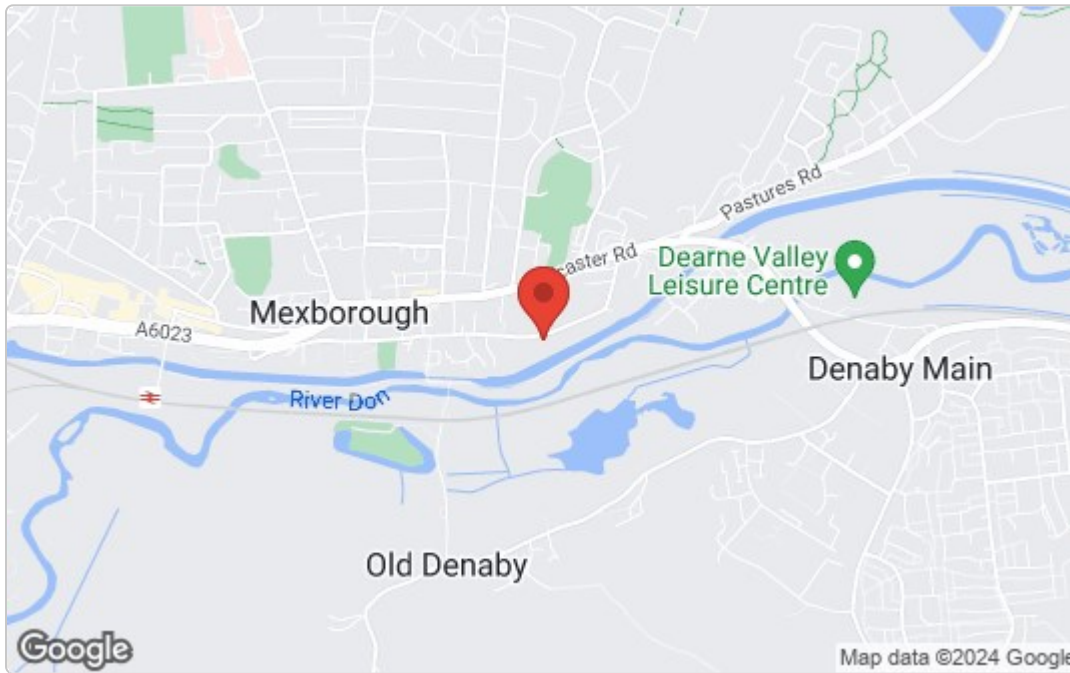 Pastures Rd
caster Rd
Dearne Valley
Leisure Centre
Mexborough
A6023
Denaby Main
River Don
Old Denaby
Google
Map data ©2024 Google